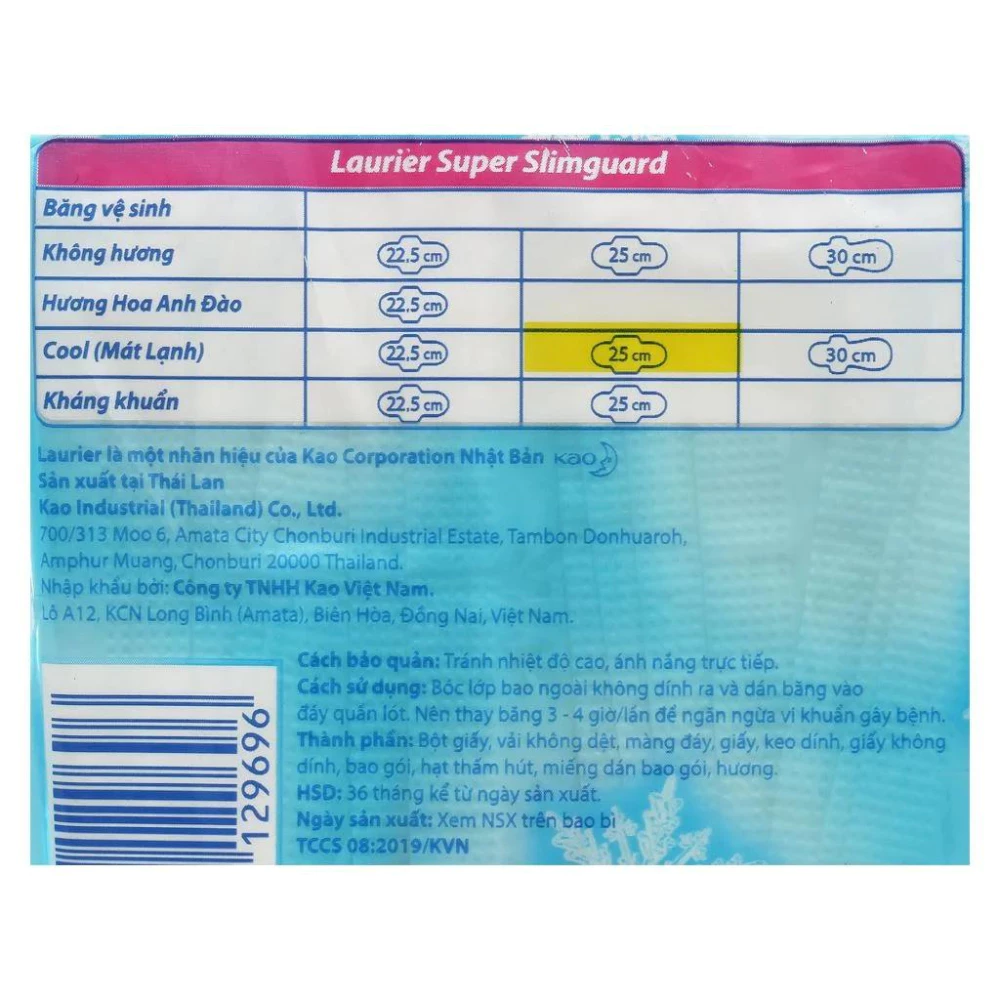 Laurier Super Slimguard
Băng vệ sinh
Không hương 22,5 cm 25 cm 30 cm
Hương Hoa Anh Đào 22,5 cm
Cool (Mát Lạnh) 22,5 cm 25 cm 30 cm
Kháng khuẩn 22,5 cm 25 cm
Laurier là một nhãn hiệu của Kao Corporation Nhật Bản Kao
Sản xuất tại Thái Lan
Kao Industrial (Thailand) Co., Ltd.
700/313 Moo 6, Amata City Chonburi Industrial Estate, Tambon Donhuaroh,
Amphur Muang, Chonburi 20000 Thailand.
Nhập khẩu bởi: Công ty TNHH Kao Việt Nam.
Lô A12, KCN Long Bình (Amata), Biên Hòa, Đồng Nai, Việt Nam.
Cách bảo quản: Tránh nhiệt độ cao, ánh nắng trực tiếp.
Cách sử dụng: Bóc lớp bao ngoài không dính ra và dán băng vào
đáy quần lót. Nên thay băng 3 - 4 giờ/lần để ngăn ngừa vi khuẩn gây bệnh.
Thành phần: Bột giấy, vải không dệt, màng đáy, giấy, keo dính, giấy không
dính, bao gói, hạt thấm hút, miếng dán bao gói, hương.
HSD: 36 tháng kể từ ngày sản xuất.
Ngày sản xuất: Xem NSX trên bao bì
TCCS 08:2019/KVN
129696